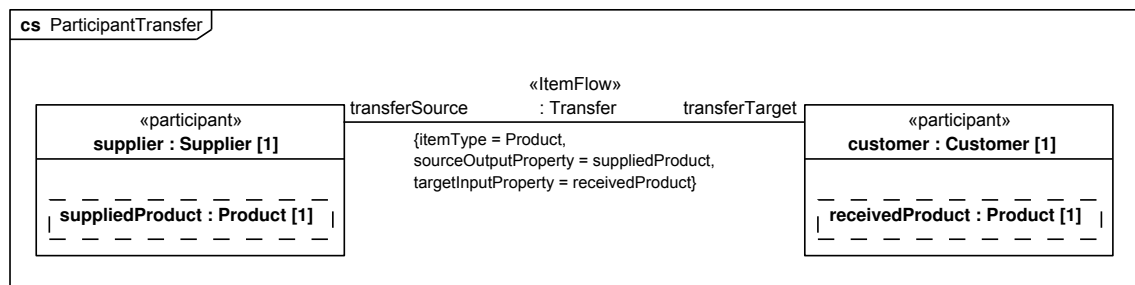 cs ParticipantTransfer
«ItemFlow»
transferSource : Transfer transferTarget
«participant»
supplier : Supplier [1]
{itemType = Product,
sourceOutputProperty = suppliedProduct,
targetInputProperty = receivedProduct}
«participant»
customer : Customer [1]
suppliedProduct : Product [1]
receivedProduct : Product [1]